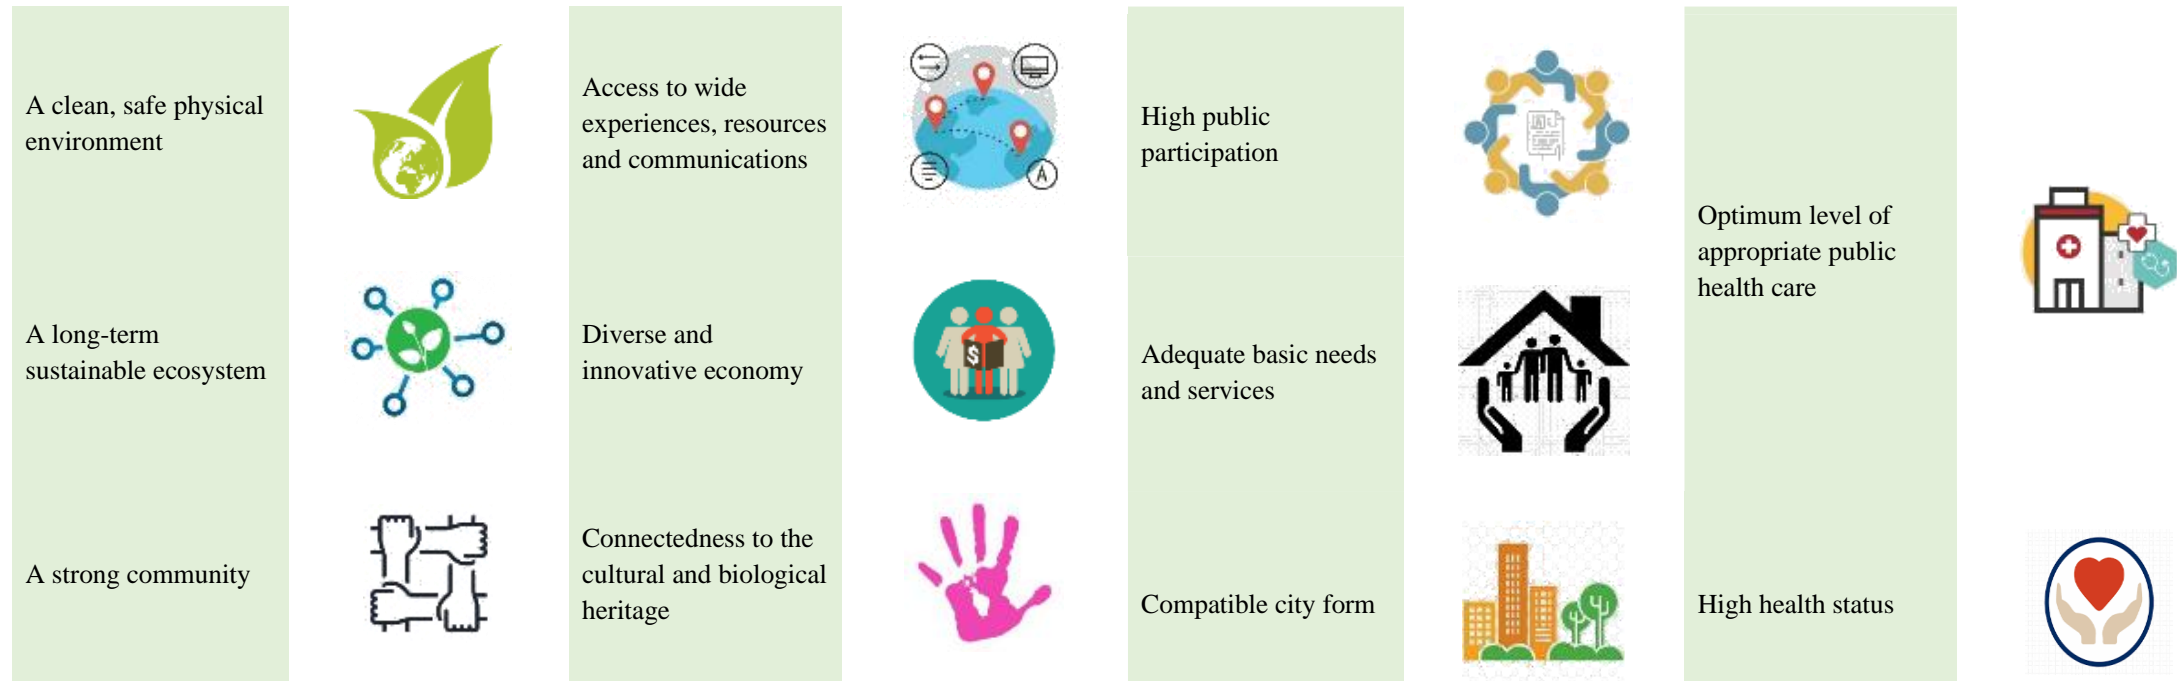 A clean, safe physical
environment
A long-term
sustainable ecosystem
A strong community
Access to wide
experiences, resources
and communications
A
Diverse and
innovative economy
$
Connectedness to the
cultural and biological
heritage
High public
participation
Adequate basic needs
and services
Compatible city form
Optimum level of
appropriate public
health care
High health status